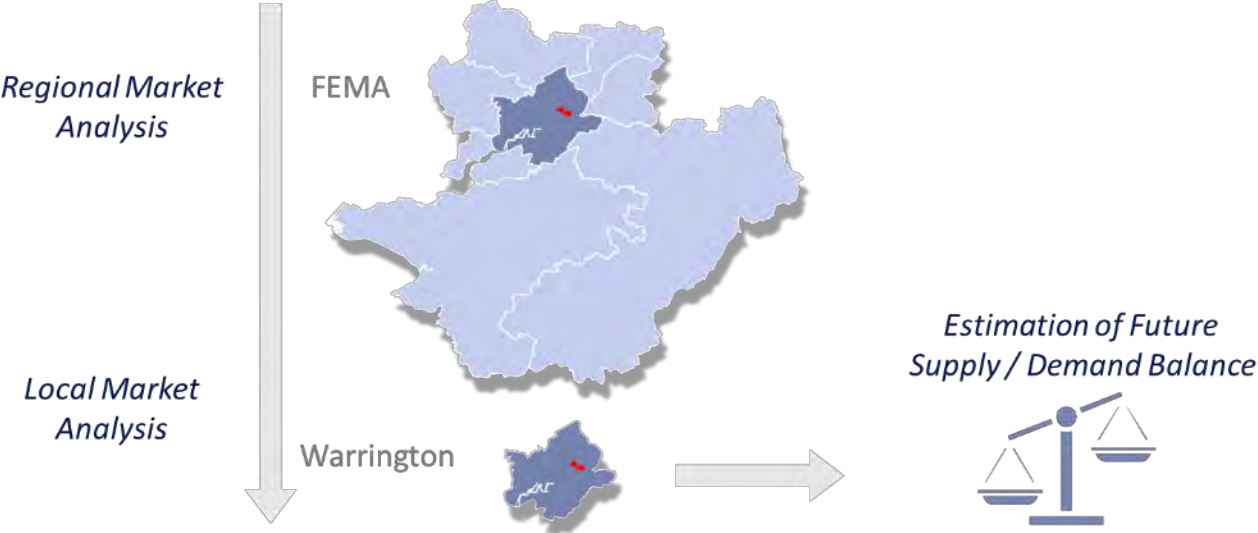 Regional Market
Analysis
FEMA
Local Market
Analysis
Warrington
Estimation of Future
Supply / Demand Balance